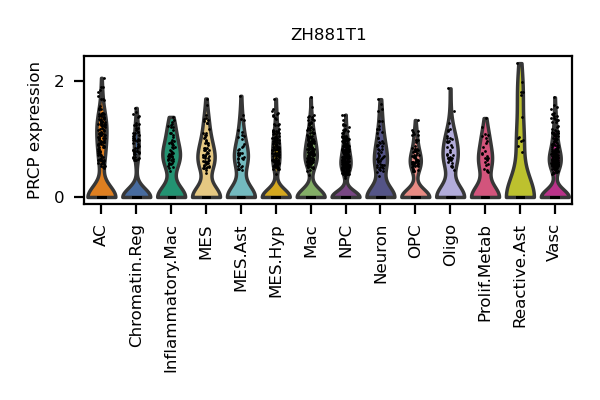 ZH881T1
PRCP expression
2
0
AC
Chromatin.Reg
Inflammatory.Mac
MES
MES.Ast
MES.Hyp
Mac
NPC
Neuron
OPC
Oligo
Prolif.Metab
Reactive.Ast
Vasc